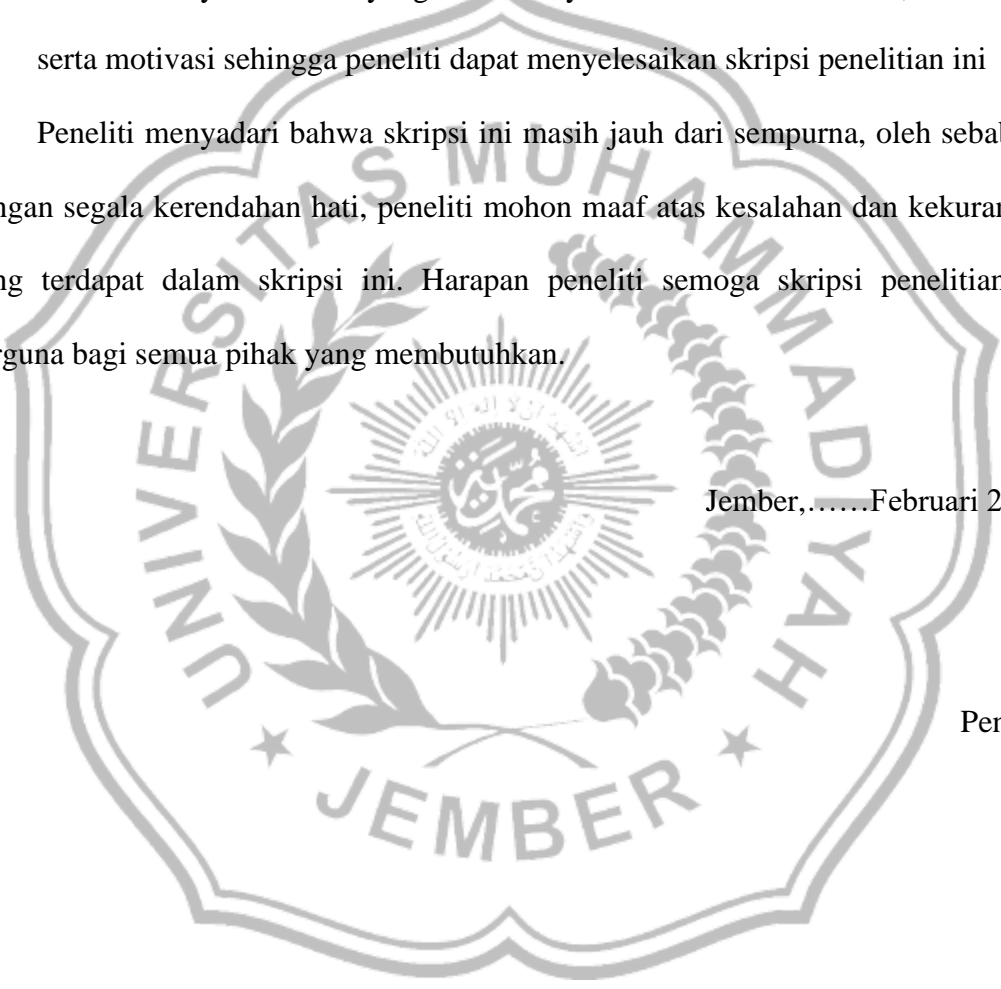 serta motivasi sehingga peneliti dapat menyelesaikan skripsi penelitian ini
Peneliti menyadari bahwa skripsi ini masih jauh dari sempurna, oleh sebab
ngan segala kerendahan hati, peneliti mohon maaf atas kesalahan dan kekuran
ng terdapat dalam skripsi ini. Harapan peneliti semoga skripsi penelitian
rguna bagi semua pihak yang membutuhkan.
Jember,……Februari 2
Pen
UNIVERSITAS MUHAMMADIYAH
JEMBER